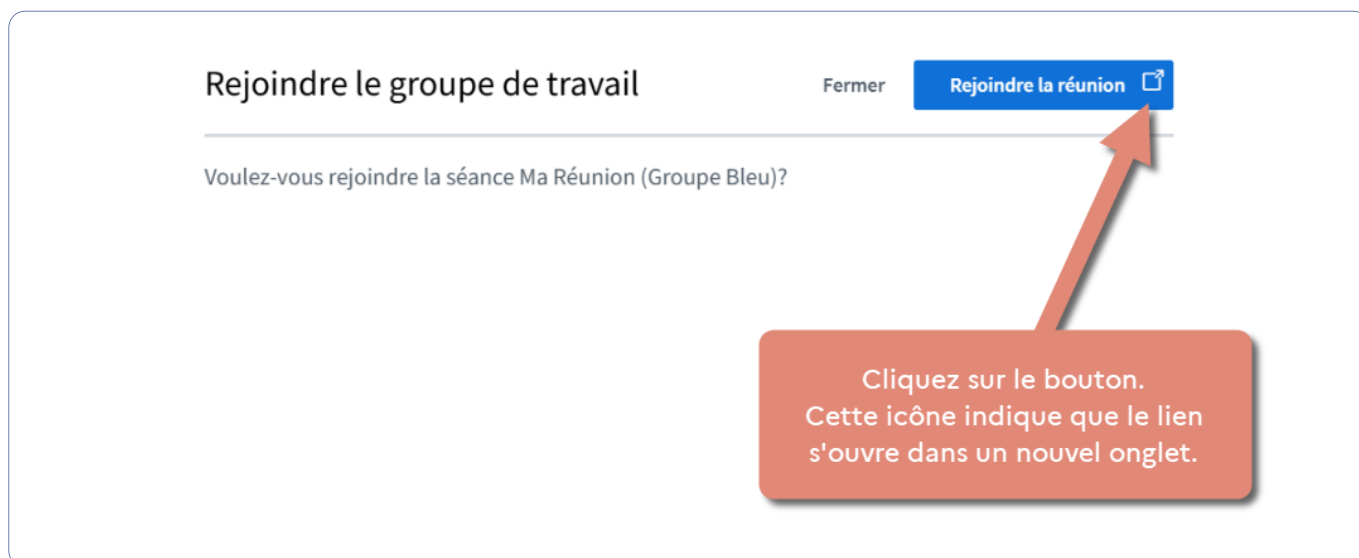 Rejoindre le groupe de travail
Fermer
Rejoindre la réunion
Voulez-vous rejoindre la séance Ma Réunion (Groupe Bleu)?
Cliquez sur le bouton.
Cette icône indique que le lien
s'ouvre dans un nouvel onglet.